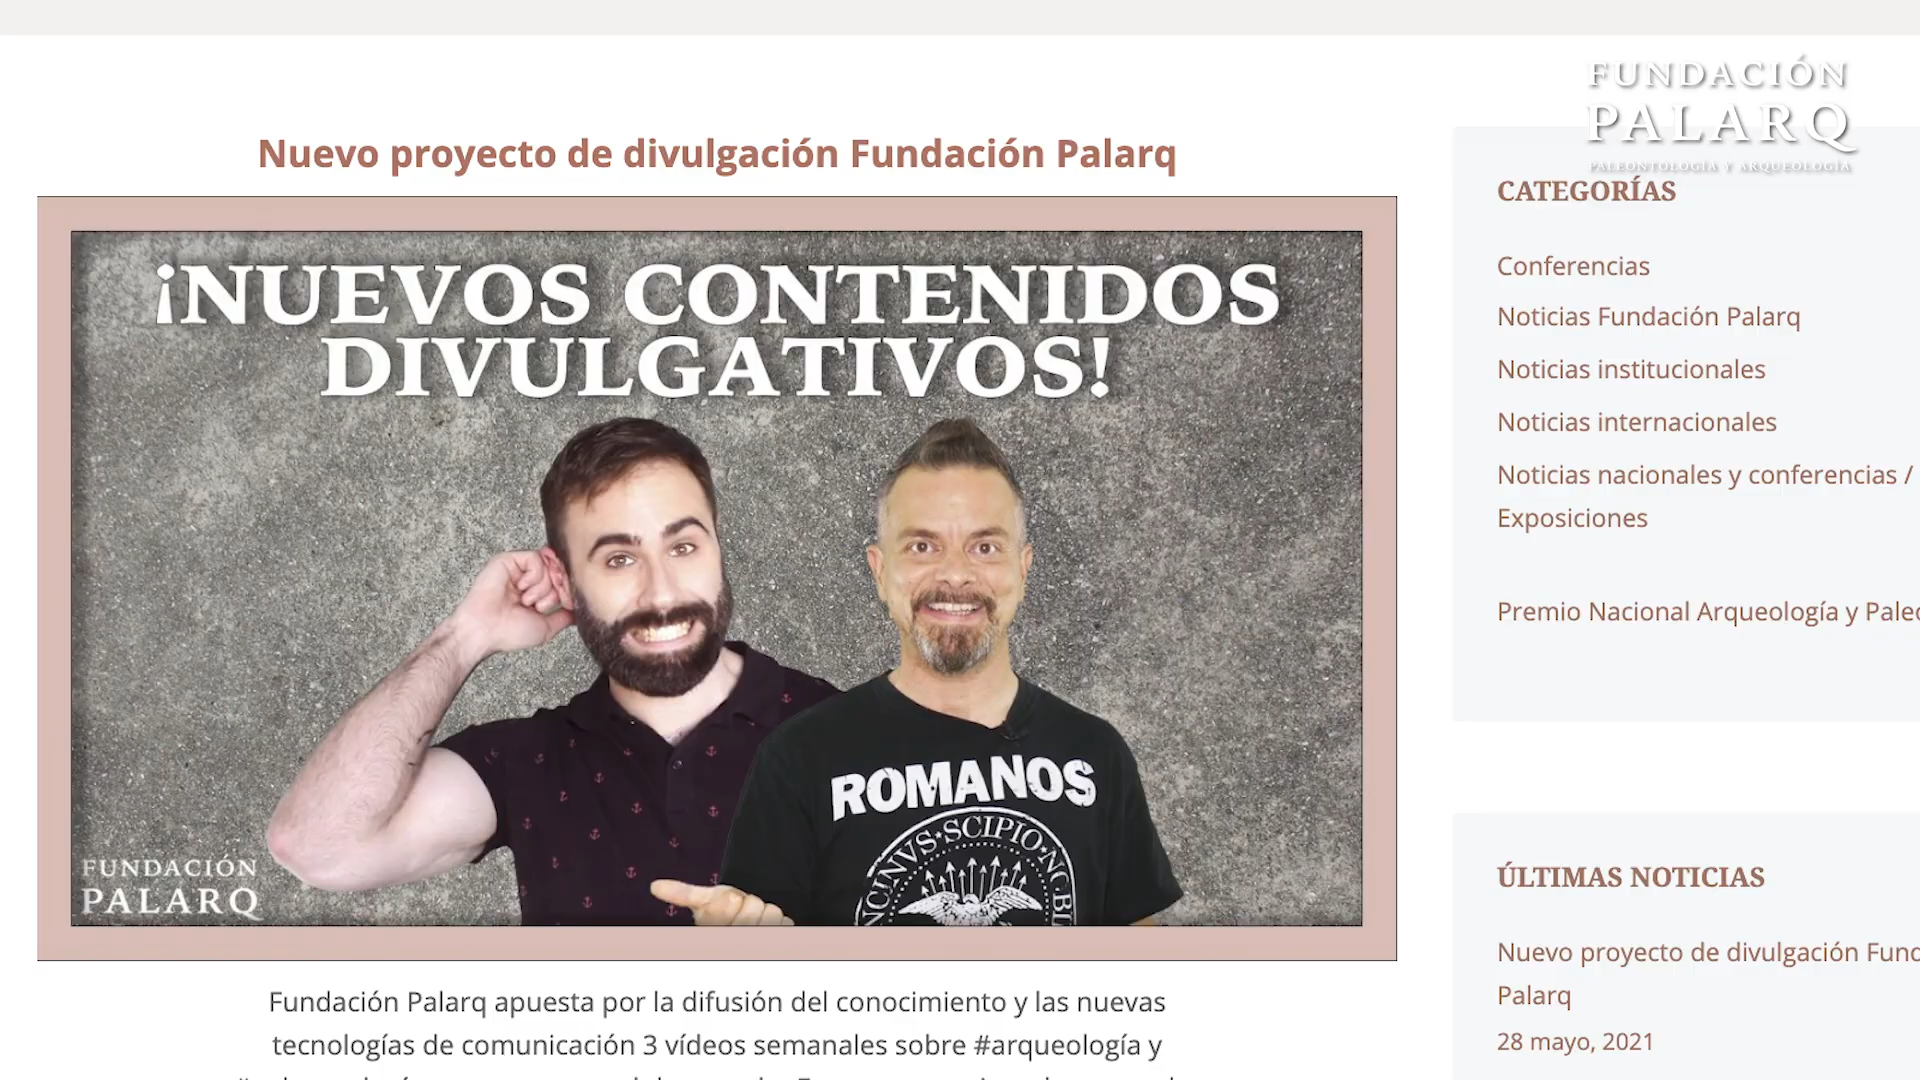 FUNDACIÓN
PALARQ
PALEONTOLOGÍA Y ARQUEOLOGÍA
Nuevo proyecto de divulgación Fundación Palarq
¡NUEVOS CONTENIDOS
DIVULGATIVOS!
ROMANOS
SCIPIO
FUNDACIÓN
PALARQ
Fundación Palarq apuesta por la difusión del conocimiento y las nuevas
tecnologías de comunicación 3 vídeos semanales sobre #arqueología y
CATEGORÍAS
Conferencias
Noticias Fundación Palarq
Noticias institucionales
Noticias internacionales
Noticias nacionales y conferencias /
Exposiciones
Premio Nacional Arqueología y Paleo
ÚLTIMAS NOTICIAS
Nuevo proyecto de divulgación Fund
Palarq
28 mayo, 2021